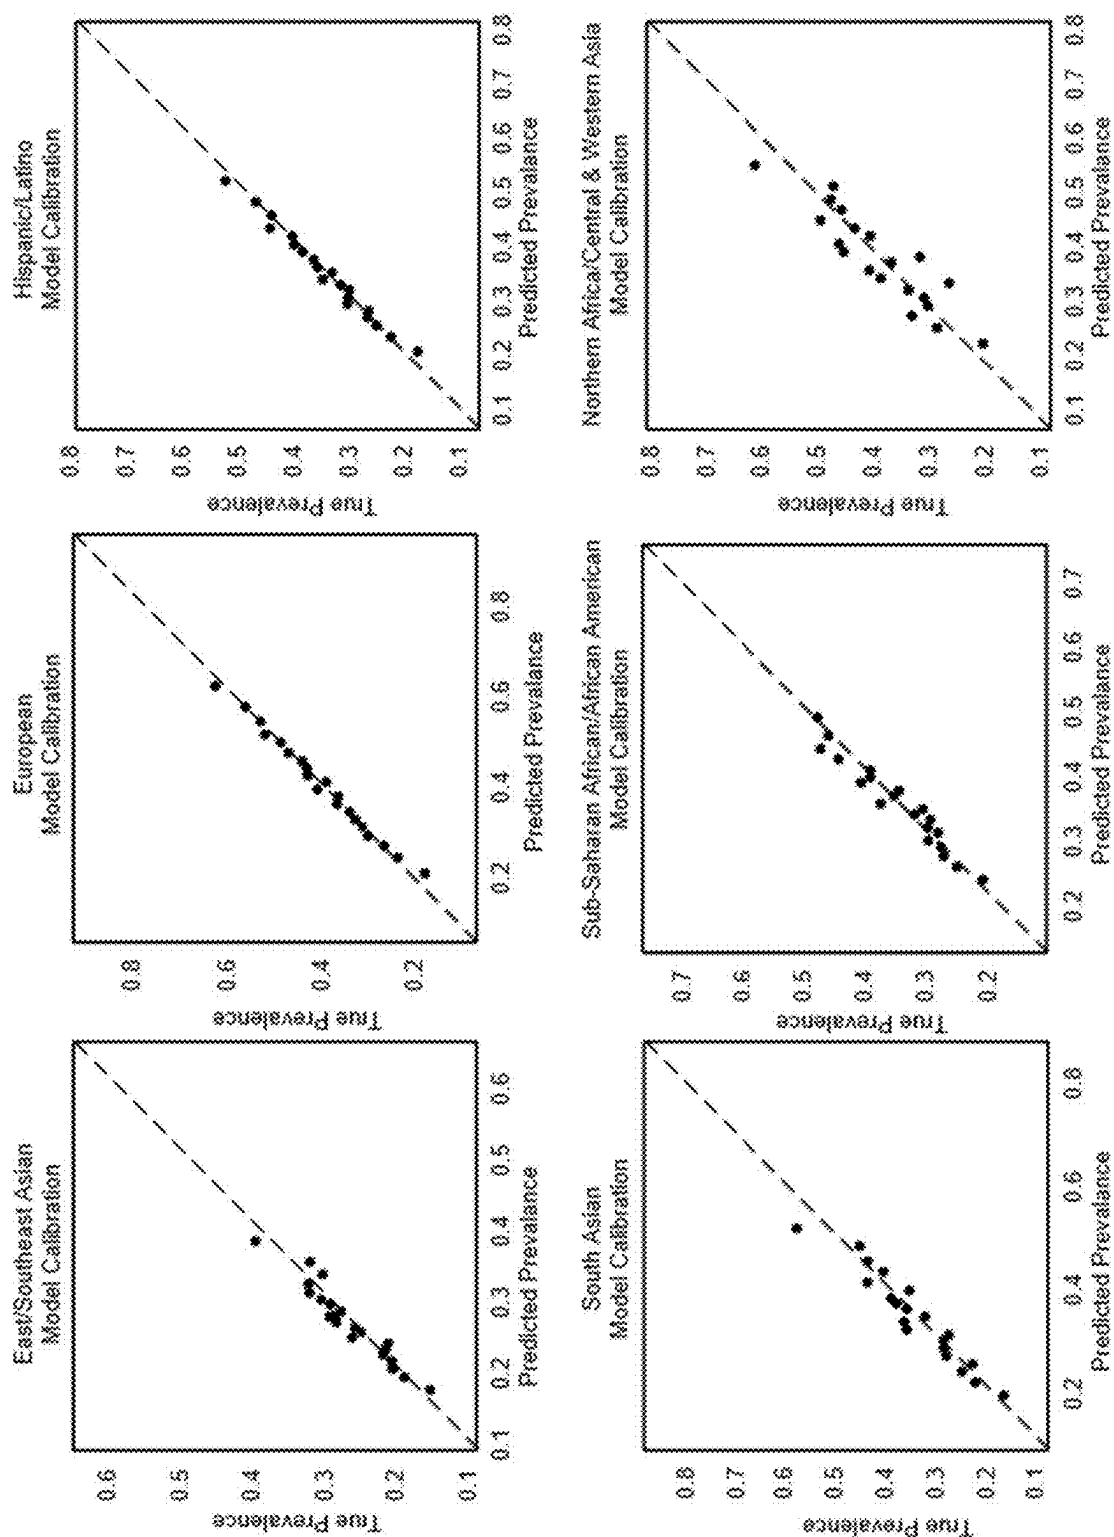 East/Southeast Asian
Model Calibration
True Prevalence
0.6
0.5
0.4
0.3
0.2
0.1
0.1 0.2 0.3 0.4 0.5 0.6
Predicted Prevalance
European
Model Calibration
True Prevalence
0.8
0.6
0.4
0.2
0.2 0.4 0.6 0.8
Predicted Prevalance
Hispanic/Latino
Model Calibration
True Prevalence
0.8
0.7
0.6
0.5
0.4
0.3
0.2
0.1
0.1 0.2 0.3 0.4 0.5 0.6 0.7 0.8
Predicted Prevalance
South Asian
Model Calibration
True Prevalence
0.8
0.7
0.6
0.5
0.4
0.3
0.2
0.1
0.2 0.4 0.6 0.8
Predicted Prevalance
Sub-Saharan African/African American
Model Calibration
True Prevalence
0.7
0.6
0.5
0.4
0.3
0.2
0.2 0.3 0.4 0.5 0.6 0.7
Predicted Prevalance
Northern Africa/Central & Western Asia
Model Calibration
True Prevalence
0.8
0.7
0.6
0.5
0.4
0.3
0.2
0.1
0.1 0.2 0.3 0.4 0.5 0.6 0.7 0.8
Predicted Prevalance